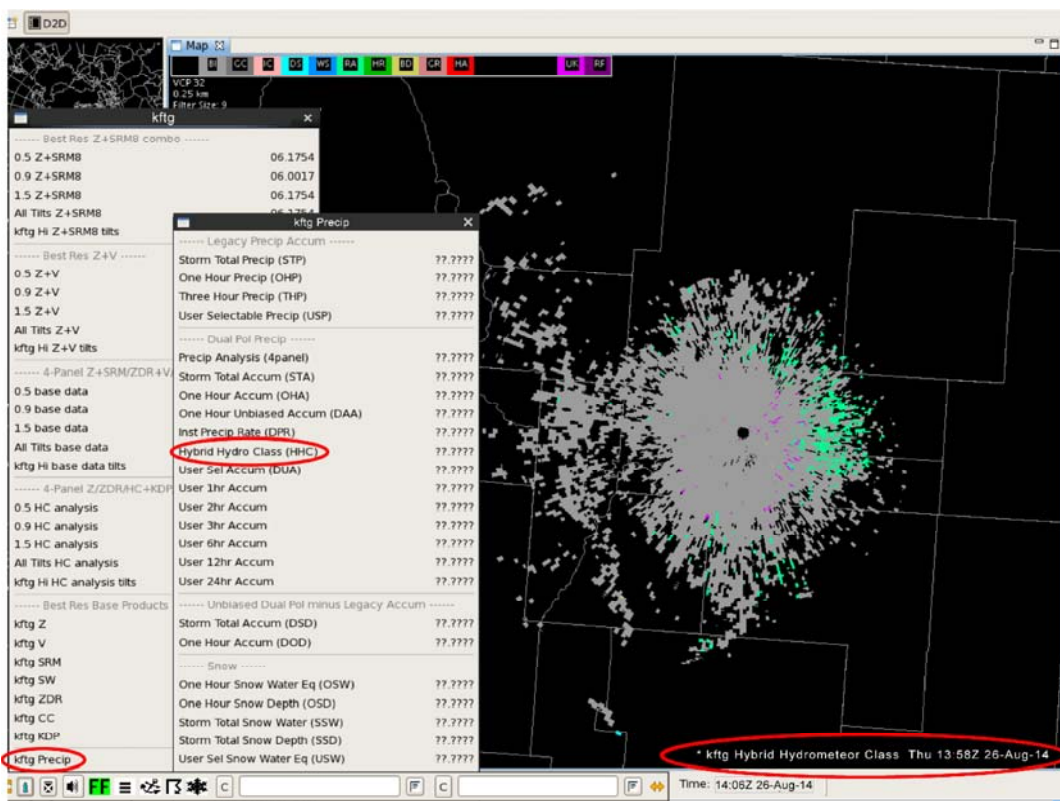 D2D
Map
BI GC IC DS WS RA HR BD GR HA UK RF
VCP 32
0.25 km
Filter Size: 9
kftg
------ Best Res Z+SRM8 combo ------
0.5 Z+SRM8 06.1754
0.9 Z+SRM8 06.0017
1.5 Z+SRM8 06.1754
All Tilts Z+SRM8 06.1754
kftg Hi Z+SRM8 tilts
------ Best Res Z+V ------
0.5 Z+V
0.9 Z+V
1.5 Z+V
All Tilts Z+V
kftg Hi Z+V tilts
------ 4-Panel Z+SRM/ZDR+V/
0.5 base data
0.9 base data
1.5 base data
All Tilts base data
kftg Hi base data tilts
------ 4-Panel Z/ZDR/HC+KDP
0.5 HC analysis
0.9 HC analysis
1.5 HC analysis
All Tilts HC analysis
kftg Hi HC analysis tilts
------ Best Res Base Products
kftg Z
kftg V
kftg SRM
kftg SW
kftg ZDR
kftg CC
kftg KDP
kftg Precip
kftg Precip
------ Legacy Precip Accum ------
Storm Total Precip (STP) ??.????
One Hour Precip (OHP) ??.????
Three Hour Precip (THP) ??.????
User Selectable Precip (USP) ??.????
------ Dual Pol Precip ------
Precip Analysis (4panel) ??.????
Storm Total Accum (STA) ??.????
One Hour Accum (OHA) ??.????
One Hour Unbiased Accum (DAA) ??.????
Inst Precip Rate (DPR) ??.????
Hybrid Hydro Class (HHC) ??.????
User Sel Accum (DUA) ??.????
User 1hr Accum ??.????
User 2hr Accum ??.????
User 3hr Accum ??.????
User 6hr Accum ??.????
User 12hr Accum ??.????
User 24hr Accum ??.????
------ Unbiased Dual Pol minus Legacy Accum ------
Storm Total Accum (DSD) ??.????
One Hour Accum (DOD) ??.????
------ Snow ------
One Hour Snow Water Eq (OSW) ??.????
One Hour Snow Depth (OSD) ??.????
Storm Total Snow Water (SSW) ??.????
Storm Total Snow Depth (SSD) ??.????
User Sel Snow Water Eq (USW) ??.????
* kftg Hybrid Hydrometeor Class Thu 13:58Z 26-Aug-14
FF C C Time: 14:06Z 26-Aug-14